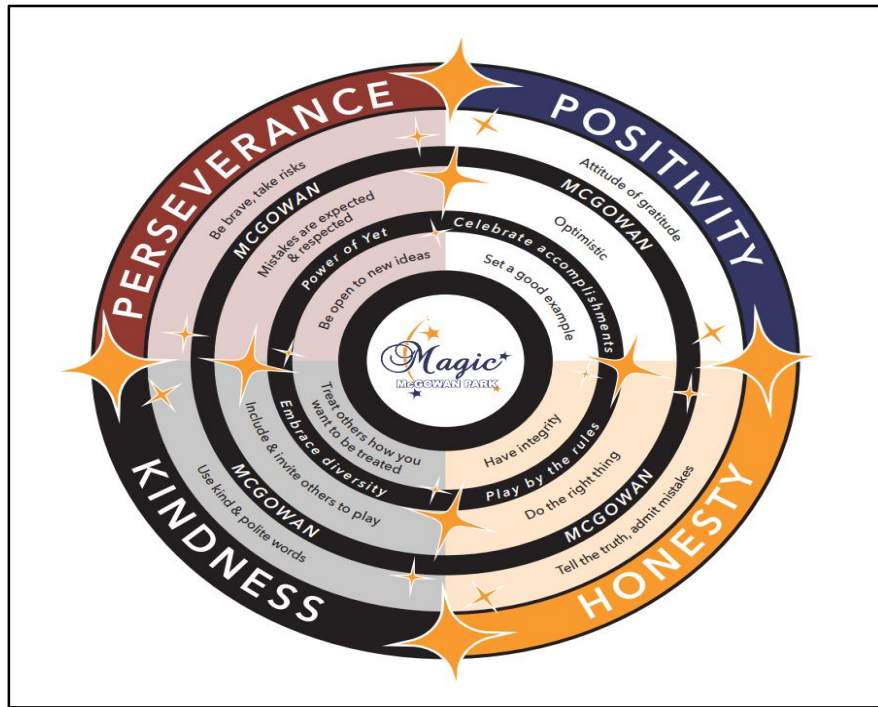 PERSEVERANCE
Be brave, take risks
MCGOWAN
Mistakes are expected
& respected
Power of Yet
Be open to new ideas
POSITIVITY
Attitude of gratitude
MCGOWAN
Optimistic
Celebrate accomplishments
Set a good example
Magic
McGOWAN PARK
KINDNESS
Use kind & polite words
MCGOWAN
Include & invite others to play
Embrace diversity
Treat others how you
want to be treated
HONESTY
Tell the truth, admit mistakes
MCGOWAN
Do the right thing
Play by the rules
Have integrity